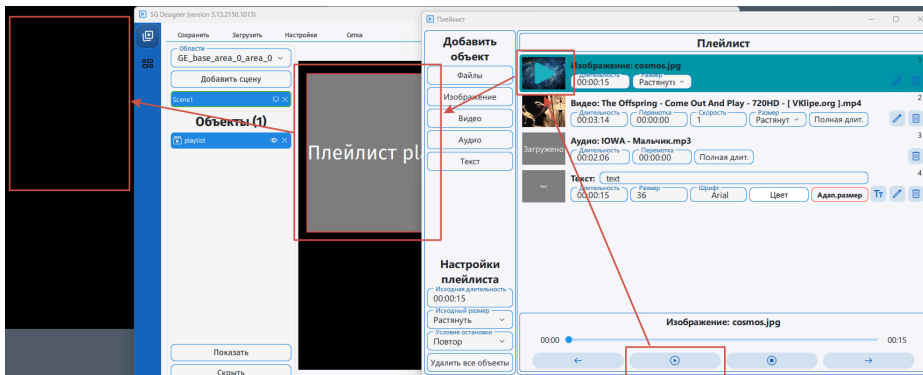 SG Designer (version 3.13.2150.1013)
Сохранить Загрузить Настройки Сетка
Области
GE_base_area_0_area_0
Добавить сцену
Scene1
Объекты (1)
playlist
Показать
Скрыть
Плейлист pl
Плейлист
Добавить
объект
Файлы
Изображение
Видео
Аудио
Текст
Настройки
плейлиста
Исходная длительность
00:00:15
Исходный размер
Растянуть
Условие остановки
Повтор
Удалить все объекты
Плейлист
1
Изображение: cosmos.jpg
Длительность Размер
00:00:15 Растянуть
2
Видео: The Offspring - Come Out And Play - 720HD - [ VKlipe.org ].mp4
Длительность Перемотка Скорость Размер
00:03:14 00:00:00 1 Растянут Полная длит.
3
Загружено
Аудио: IOWA - Мальчик.mp3
Длительность Перемотка
00:02:06 00:00:00 Полная длит.
4
Текст: text
Длительность Размер Шрифт
00:00:15 36 Arial Цвет Адап.размер Тт
Изображение: cosmos.jpg
00:00 00:15